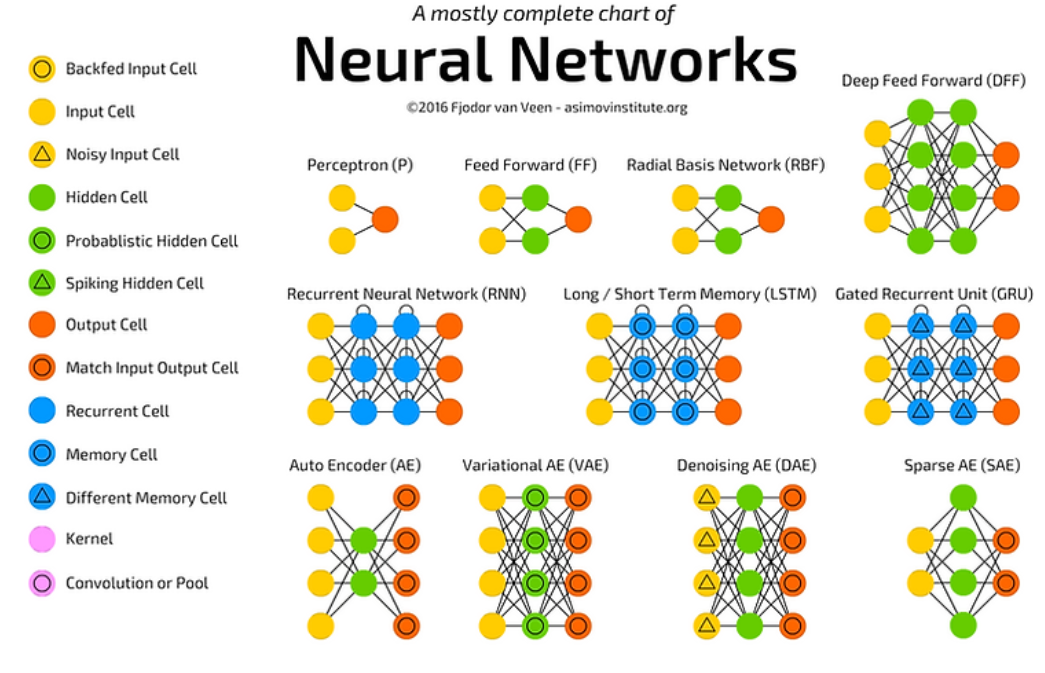 A mostly complete chart of
Neural Networks
©2016 Fjodor van Veen - asimovinstitute.org
Backfed Input Cell
Input Cell
Noisy Input Cell
Hidden Cell
Probablistic Hidden Cell
Spiking Hidden Cell
Output Cell
Match Input Output Cell
Recurrent Cell
Memory Cell
Different Memory Cell
Kernel
Convolution or Pool
Deep Feed Forward (DFF)
Perceptron (P)
Feed Forward (FF)
Radial Basis Network (RBF)
Recurrent Neural Network (RNN)
Long / Short Term Memory (LSTM)
Gated Recurrent Unit (GRU)
Auto Encoder (AE)
Variational AE (VAE)
Denoising AE (DAE)
Sparse AE (SAE)